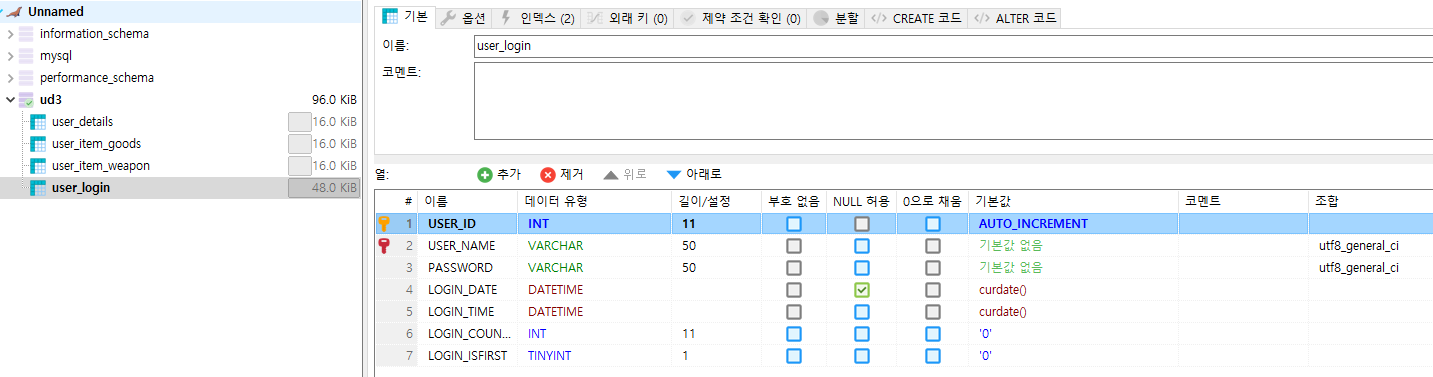 Unnamed
information_schema
mysql
performance_schema
ud3 96.0 KiB
user_details 16.0 KiB
user_item_goods 16.0 KiB
user_item_weapon 16.0 KiB
user_login 48.0 KiB
기본 옵션 인덱스 (2) 외래 키 (0) 제약 조건 확인 (0) 분할 CREATE 코드 ALTER 코드
이름: user_login
코멘트:
열: 추가 제거 위로 아래로
# 이름 데이터 유형 길이/설정 부호 없음 NULL 허용 0으로 채움 기본값 코멘트 조합
1 USER_ID INT 11 AUTO_INCREMENT
2 USER_NAME VARCHAR 50 기본값 없음 utf8_general_ci
3 PASSWORD VARCHAR 50 기본값 없음 utf8_general_ci
4 LOGIN_DATE DATETIME curdate()
5 LOGIN_TIME DATETIME curdate()
6 LOGIN_COUN... INT 11 '0'
7 LOGIN_ISFIRST TINYINT 1 '0'